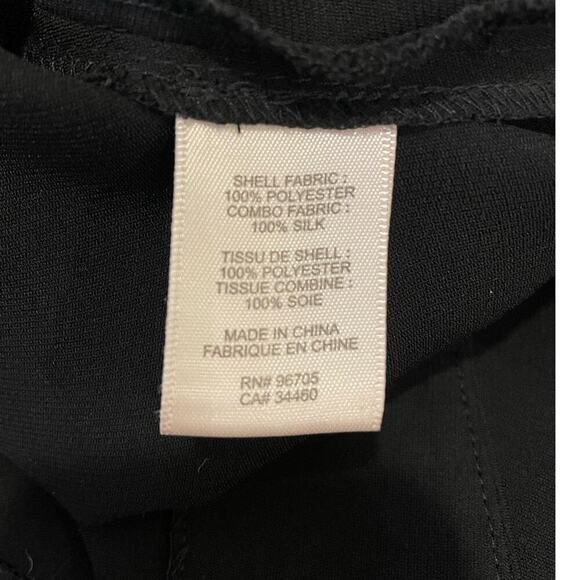 SHELL FABRIC :
100% POLYESTER
COMBO FABRIC :
100% SILK
TISSU DE SHELL :
100% POLYESTER
TISSUE COMBINE :
100% SOIE
MADE IN CHINA
FABRIQUE EN CHINE
RN# 96705
CA# 34460